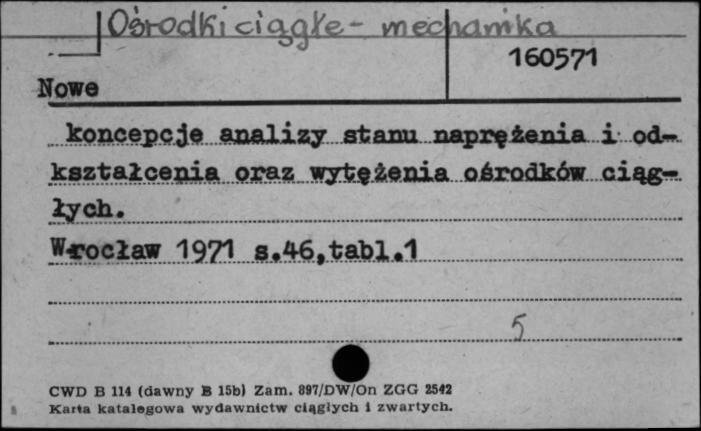 Ośrodki ciągłe - mechanika
160571
Nowe
koncepcje analizy stanu naprężenia i od-
kształcenia oraz wytężenia ośrodków ciąg-
łych.
Wrocław 1971 s.46,tabl.1
5
CWD B 114 (dawny B 15b) Zam. 897/DW/On ZGG 2542
Karta katalogowa wydawnictw ciągłych i zwartych.